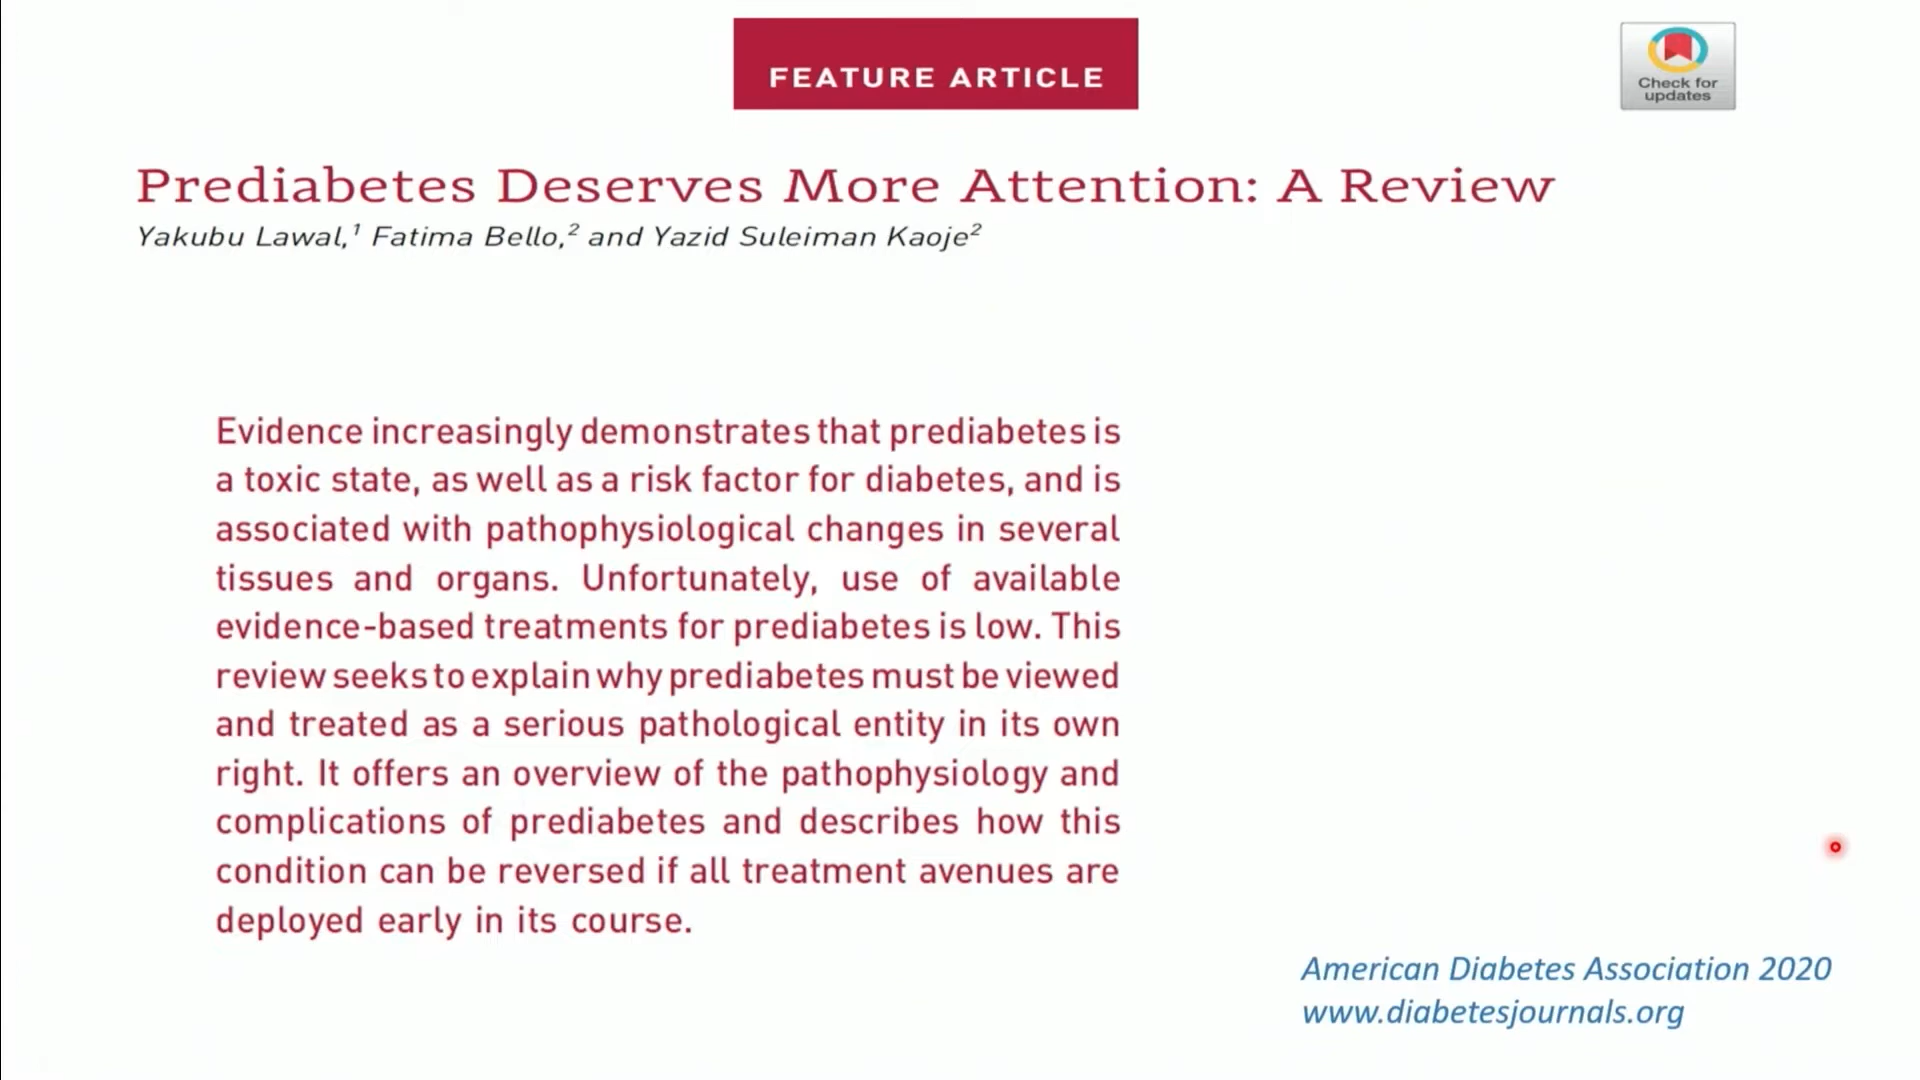 FEATURE ARTICLE
Check for
updates
Prediabetes Deserves More Attention: A Review
Yakubu Lawal,¹ Fatima Bello,² and Yazid Suleiman Kaoje²
Evidence increasingly demonstrates that prediabetes is
a toxic state, as well as a risk factor for diabetes, and is
associated with pathophysiological changes in several
tissues and organs. Unfortunately, use of available
evidence-based treatments for prediabetes is low. This
review seeks to explain why prediabetes must be viewed
and treated as a serious pathological entity in its own
right. It offers an overview of the pathophysiology and
complications of prediabetes and describes how this
condition can be reversed if all treatment avenues are
deployed early in its course.
American Diabetes Association 2020
www.diabetesjournals.org